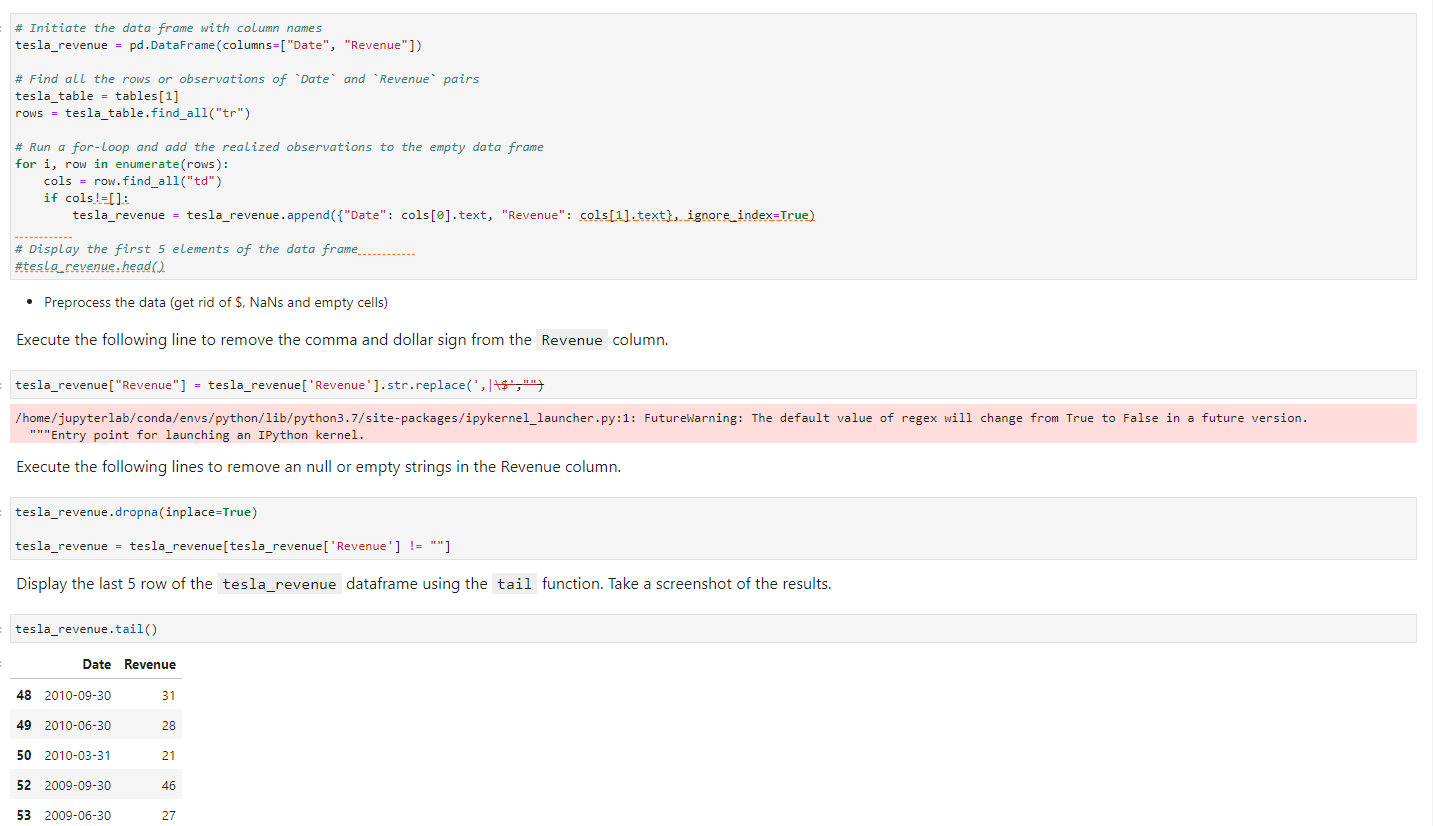 # Initiate the data frame with column names
tesla_revenue = pd.DataFrame(columns=["Date", "Revenue"])
# Find all the rows or observations of `Date` and `Revenue` pairs
tesla_table = tables[1]
rows = tesla_table.find_all("tr")
# Run a for-loop and add the realized observations to the empty data frame
for i, row in enumerate(rows):
    cols = row.find_all("td")
    if cols!=[]:
        tesla_revenue = tesla_revenue.append({"Date": cols[0].text, "Revenue": cols[1].text}, ignore_index=True)
# Display the first 5 elements of the data frame
#tesla_revenue.head()
• Preprocess the data (get rid of $, NaNs and empty cells)
Execute the following line to remove the comma and dollar sign from the Revenue column.
tesla_revenue["Revenue"] = tesla_revenue['Revenue'].str.replace(',|\$',"")
/home/jupyterlab/conda/envs/python/lib/python3.7/site-packages/ipykernel_launcher.py:1: FutureWarning: The default value of regex will change from True to False in a future version.
  """Entry point for launching an IPython kernel.
Execute the following lines to remove an null or empty strings in the Revenue column.
tesla_revenue.dropna(inplace=True)
tesla_revenue = tesla_revenue[tesla_revenue['Revenue'] != ""]
Display the last 5 row of the tesla_revenue dataframe using the tail function. Take a screenshot of the results.
tesla_revenue.tail()
Date Revenue
48 2010-09-30 31
49 2010-06-30 28
50 2010-03-31 21
52 2009-09-30 46
53 2009-06-30 27